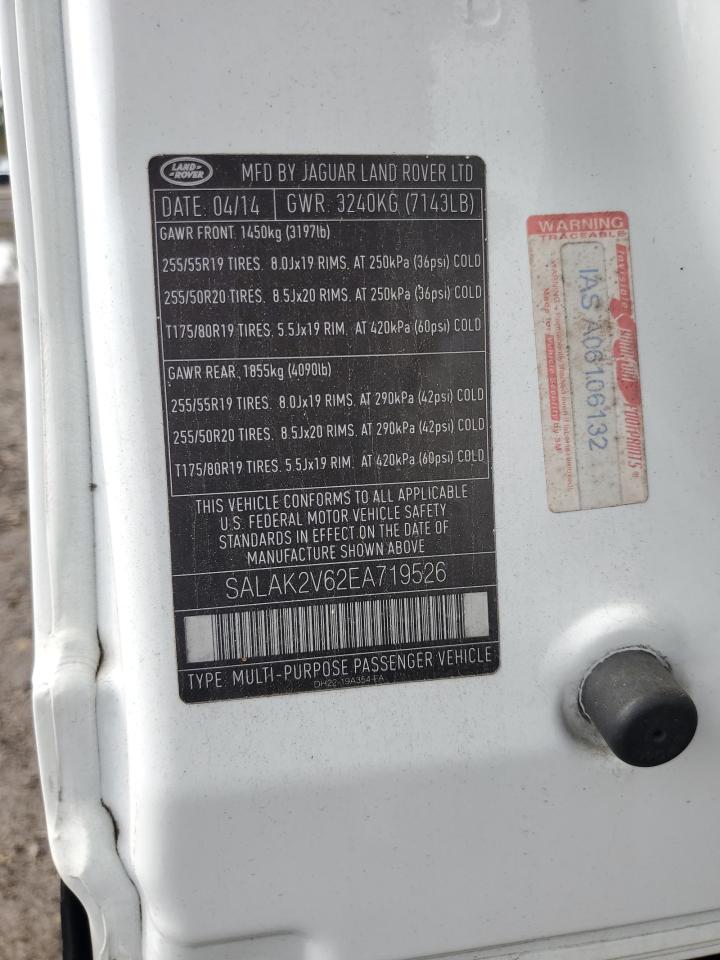 LAND-
-ROVER
MFD BY JAGUAR LAND ROVER LTD
DATE: 04/14 GWR: 3240KG (7143LB)
GAWR FRONT. 1450kg (3197lb)
255/55R19 TIRES. 8.0Jx19 RIMS. AT 250kPa (36psi) COLD
255/50R20 TIRES. 8.5Jx20 RIMS. AT 250kPa (36psi) COLD
T175/80R19 TIRES. 5.5Jx19 RIM. AT 420kPa (60psi) COLD
GAWR REAR. 1855kg (4090lb)
255/55R19 TIRES. 8.0Jx19 RIMS. AT 290kPa (42psi) COLD
255/50R20 TIRES. 8.5Jx20 RIMS. AT 290kPa (42psi) COLD
T175/80R19 TIRES. 5.5Jx19 RIM. AT 420kPa (60psi) COLD
THIS VEHICLE CONFORMS TO ALL APPLICABLE
U.S. FEDERAL MOTOR VEHICLE SAFETY
STANDARDS IN EFFECT ON THE DATE OF
MANUFACTURE SHOWN ABOVE
SALAK2V62EA719526
TYPE: MULTI-PURPOSE PASSENGER VEHICLE
DH22-19A354-FA
WARNING
TRACEABLE
IAS A06106132